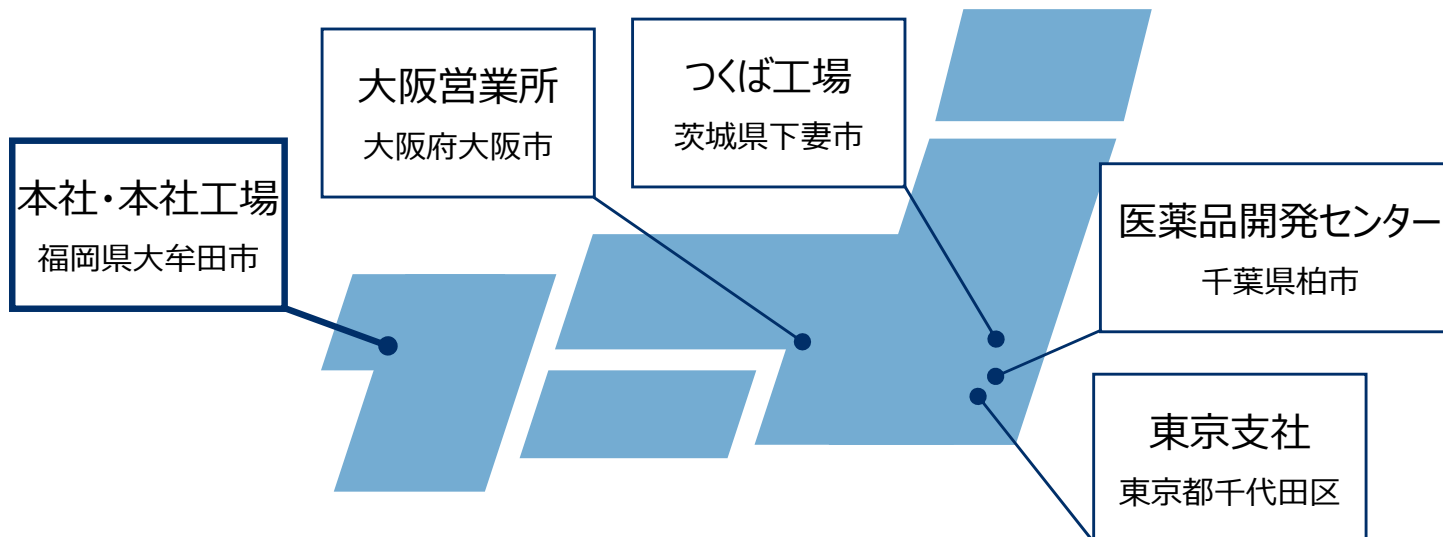 本社・本社工場
福岡県大牟田市
大阪営業所
大阪府大阪市
つくば工場
茨城県下妻市
医薬品開発センター
千葉県柏市
東京支社
東京都千代田区